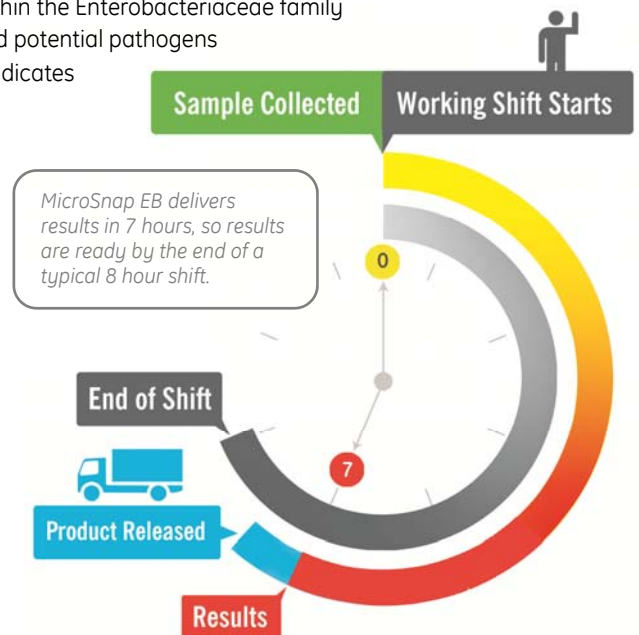 hin the Enterobacteriaceae family
d potential pathogens
dicates
Sample Collected
Working Shift Starts
MicroSnap EB delivers
results in 7 hours, so results
are ready by the end of a
typical 8 hour shift.
0
End of Shift
7
Product Released
Results